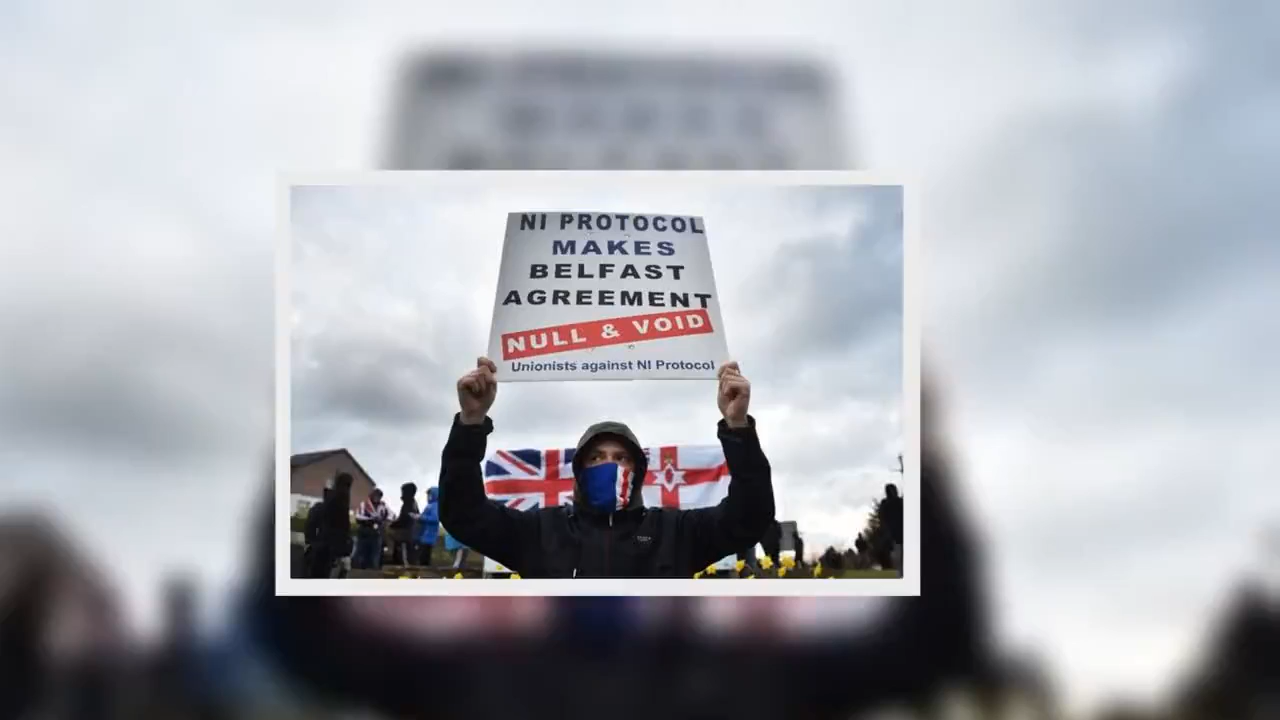 NI PROTOCOL
MAKES
BELFAST
AGREEMENT
NULL & VOID
Unionists against NI Protocol